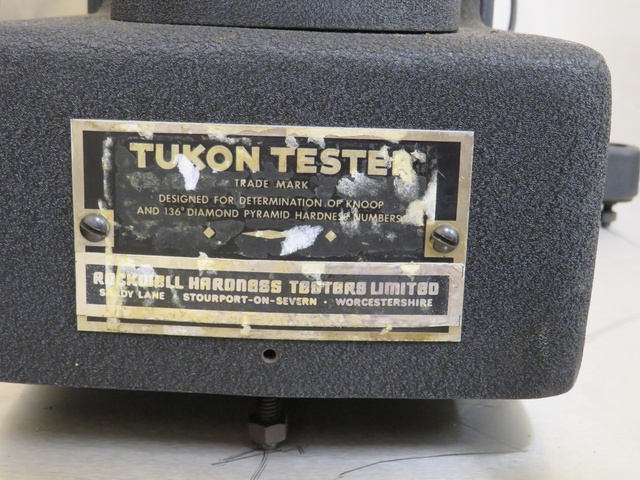 TUKON TESTER
TRADE MARK
DESIGNED FOR DETERMINATION OF KNOOP
AND 136° DIAMOND PYRAMID HARDNESS NUMBERS
ROCKWELL HARDNESS TESTERS LIMITED
SANDY LANE STOURPORT-ON-SEVERN · WORCESTERSHIRE